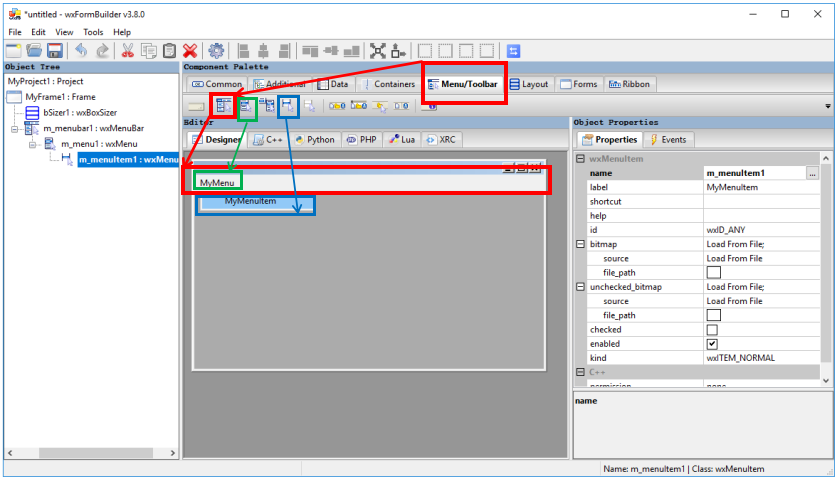 *untitled - wxFormBuilder v3.8.0
File Edit View Tools Help
Object Tree
MyProject1 : Project
MyFrame1 : Frame
bSizer1 : wxBoxSizer
m_menubar1 : wxMenuBar
m_menu1 : wxMenu
m_menuItem1 : wxMenu
Component Palette
Common Additional Data Containers Menu/Toolbar Layout Forms Ribbon
Editor
Designer C++ Python PHP Lua XRC
MyMenu
MyMenuItem
Object Properties
Properties Events
wxMenuItem
name m_menuItem1 ...
label MyMenuItem
shortcut
help
id wxID_ANY
bitmap Load From File;
source Load From File
file_path
unchecked_bitmap Load From File;
source Load From File
file_path
checked
enabled
kind wxITEM_NORMAL
C++
permission none
name
Name: m_menuItem1 | Class: wxMenuItem